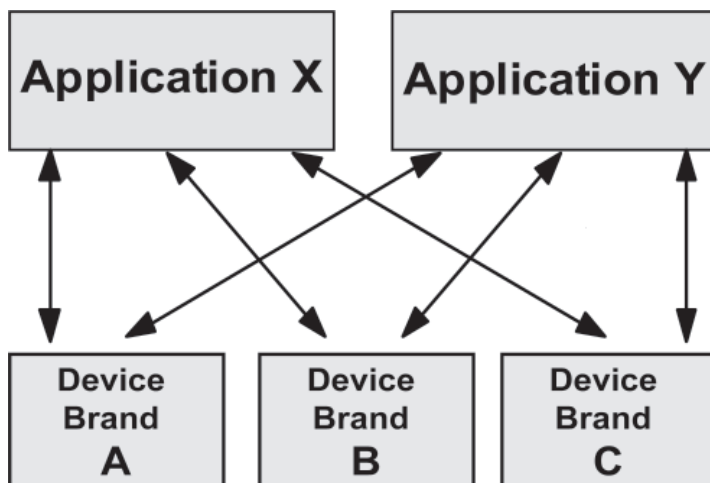 Application X
Application Y
Device
Brand
A
Device
Brand
B
Device
Brand
C